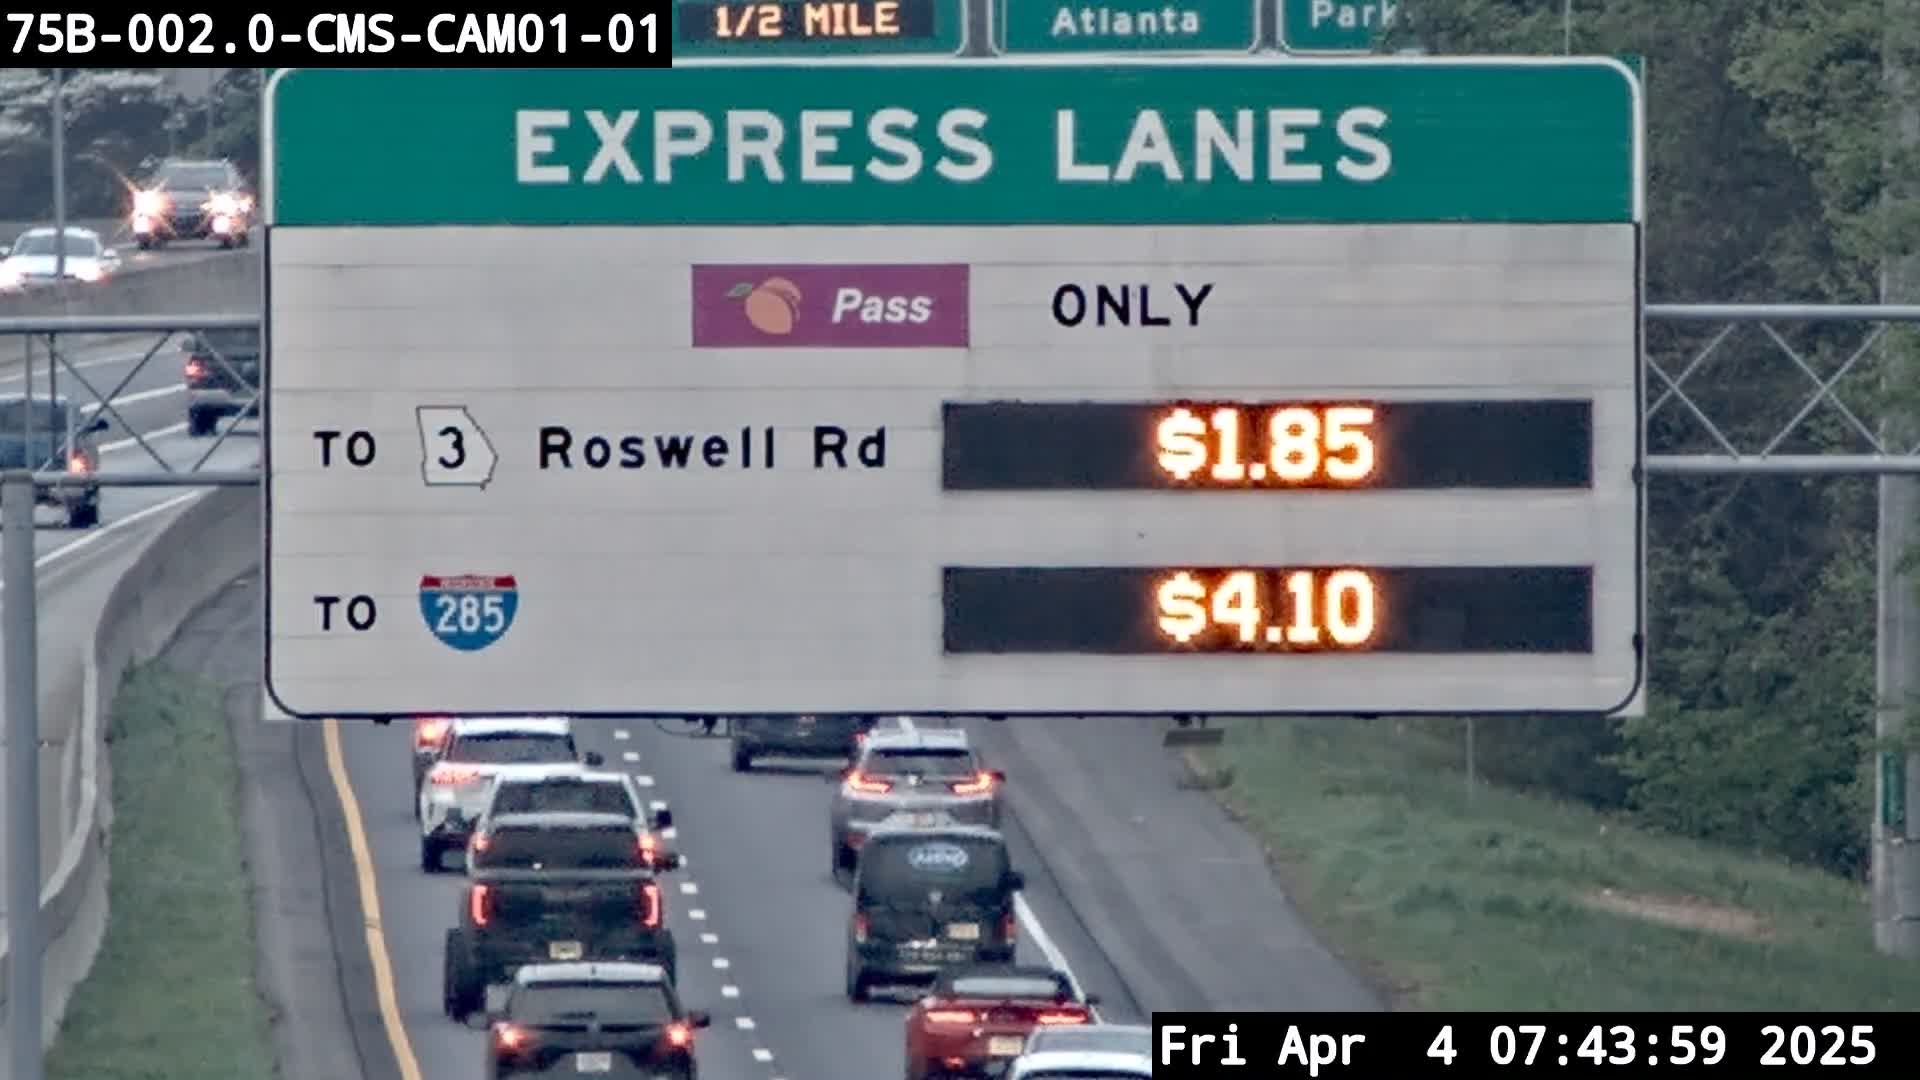 75B-002.0-CMS-CAM01-01
1/2 MILE
Atlanta
Park
EXPRESS LANES
Pass ONLY
TO 3 Roswell Rd $1.85
TO 285 $4.10
Fri Apr 4 07:43:59 2025